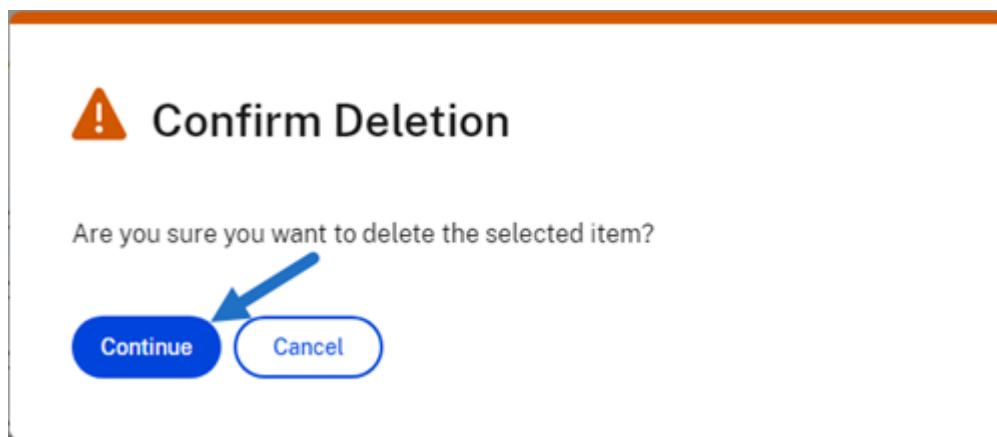 Confirm Deletion
Are you sure you want to delete the selected item?
Continue
Cancel